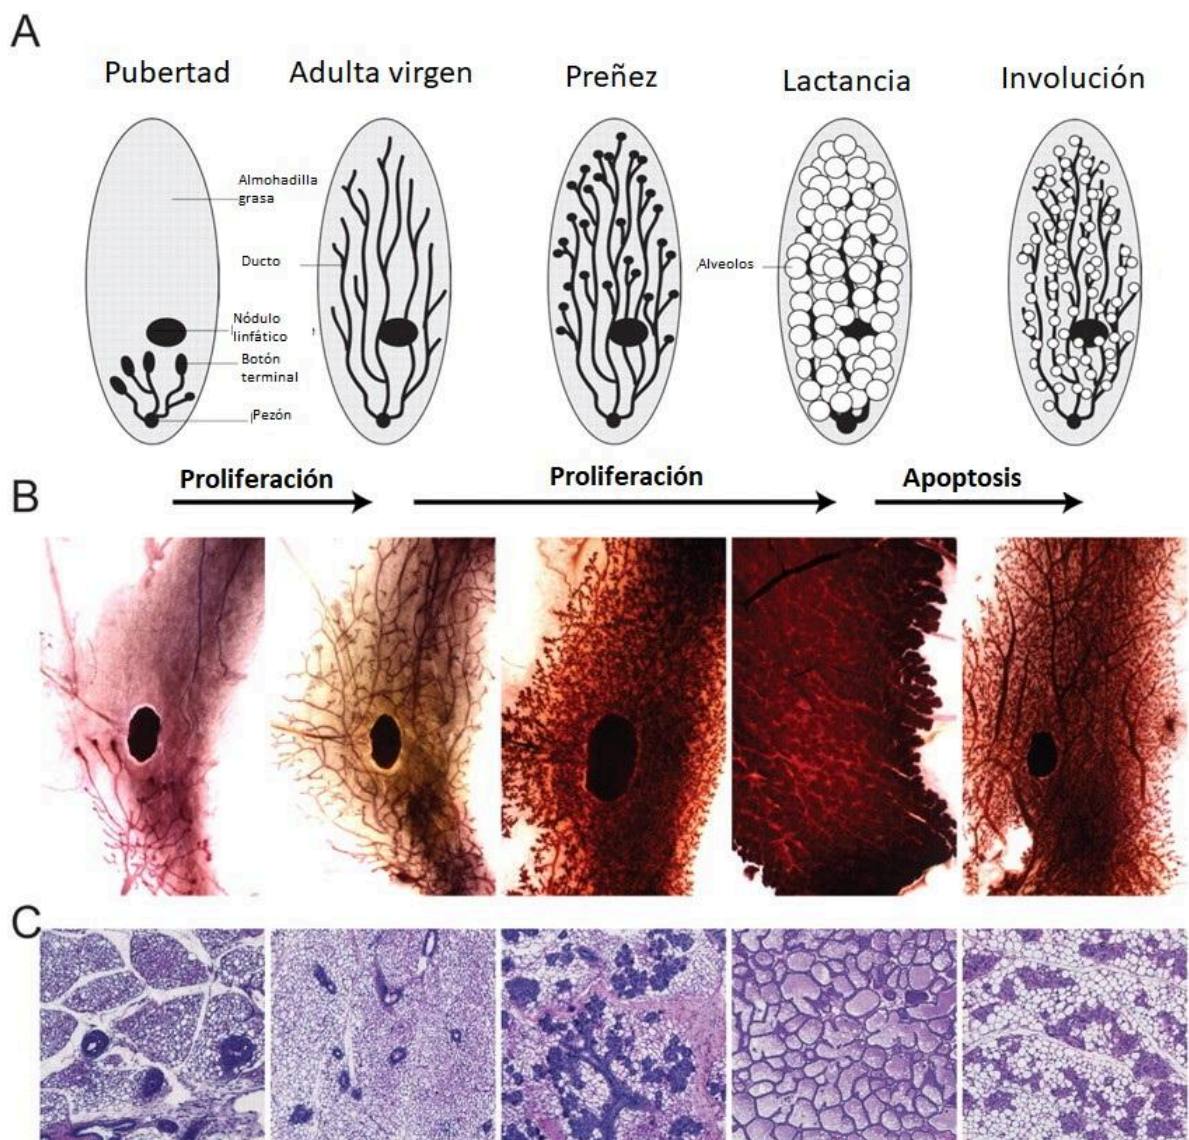 A
Pubertad
Adulta virgen
Preñez
Lactancia
Involución
Almohadilla
grasa
Ducto
Alveolos
Nódulo
linfático
Botón
terminal
Pezón
B
Proliferación
Proliferación
Apoptosis
C